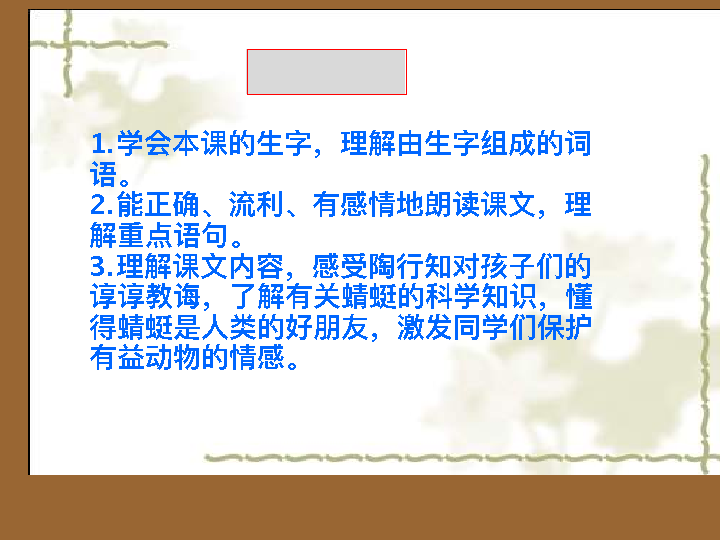 1.学会本课的生字，理解由生字组成的词
语。
2.能正确、流利、有感情地朗读课文，理
解重点语句。
3.理解课文内容，感受陶行知对孩子们的
谆谆教诲，了解有关蜻蜓的科学知识，懂
得蜻蜓是人类的好朋友，激发同学们保护
有益动物的情感。